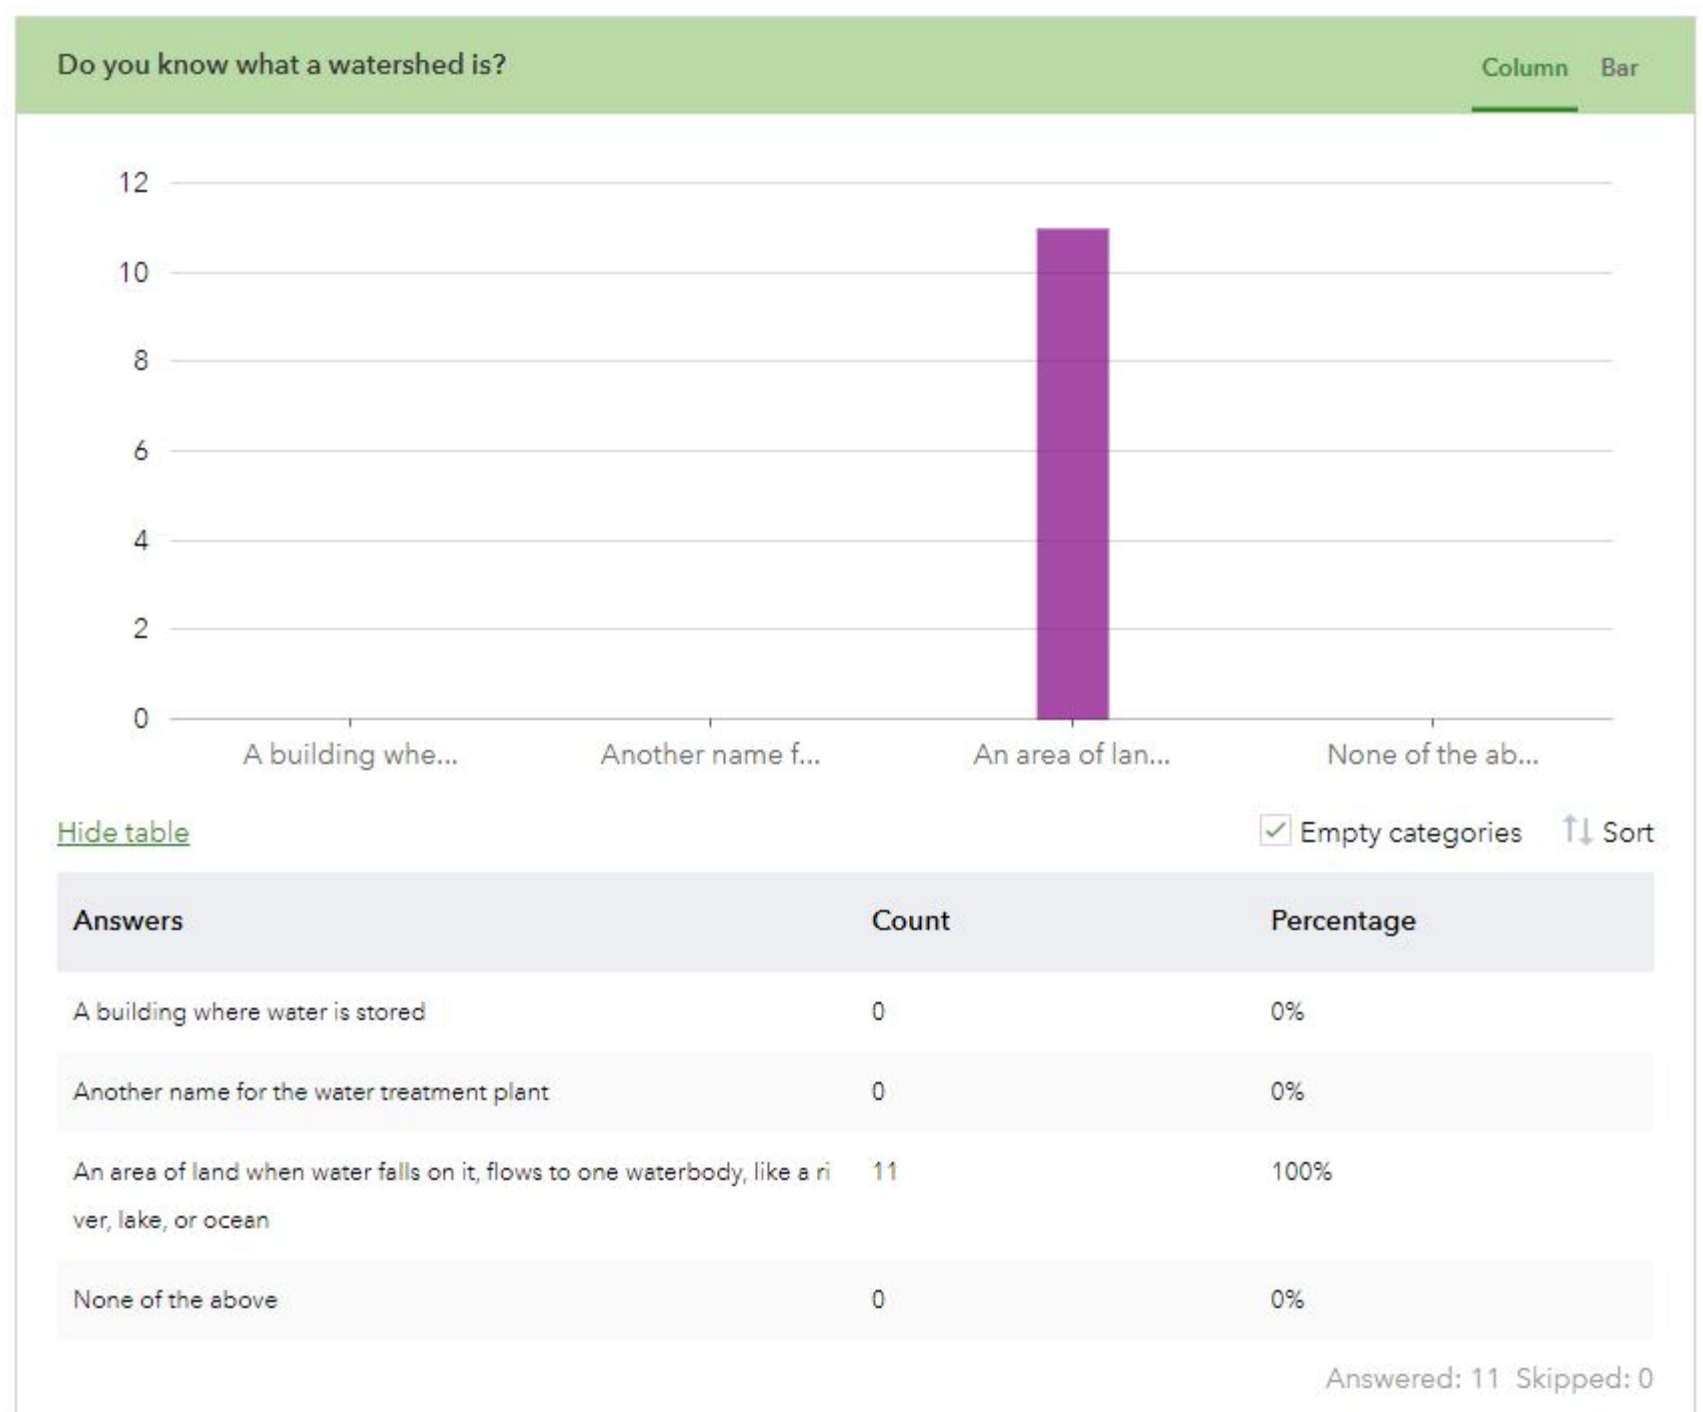 Do you know what a watershed is?
Column Bar
12
10
8
6
4
2
0
A building whe... Another name f... An area of lan... None of the ab...
Hide table Empty categories Sort
Answers Count Percentage
A building where water is stored 0 0%
Another name for the water treatment plant 0 0%
An area of land when water falls on it, flows to one waterbody, like a ri 11 100%
ver, lake, or ocean
None of the above 0 0%
Answered: 11 Skipped: 0